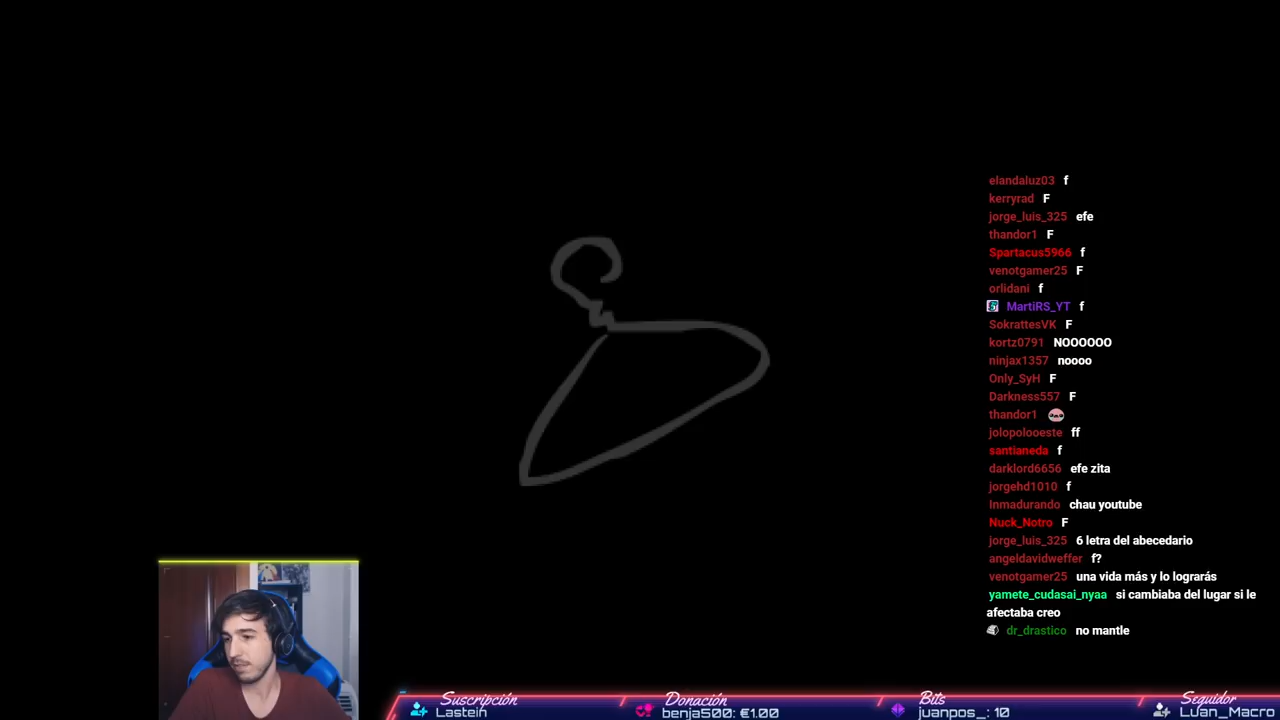 elandaluz03 f
kerryrad F
jorge_luis_325 efe
thandor1 F
Spartacus5966 f
venotgamer25 F
orlidani f
MartiRS_YT f
SokrattesVK F
kortz0791 NOOOOOO
ninjax1357 noooo
Only_SyH F
Darkness557 F
thandor1
jolopolooeste ff
santianeda f
darklord6656 efe zita
jorgehd1010 f
Inmadurando chau youtube
Nuck_Notro F
jorge_luis_325 6 letra del abecedario
angeldavidweffer f?
venotgamer25 una vida más y lo lograrás
yamete_cudasai_nyaa si cambiaba del lugar si le
afectaba creo
dr_drastico no mantle
Suscripción Donación Bits Seguidor
Lastein benja500: €1.00 juanpos_: 10 Luan_Macro